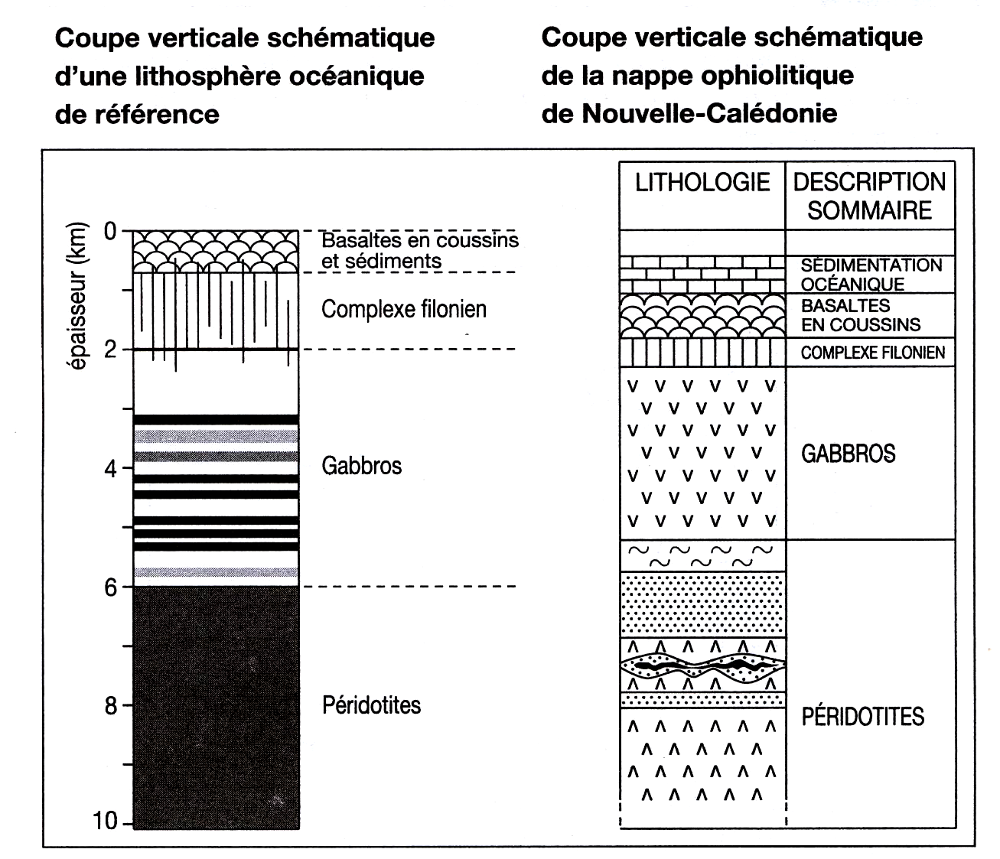 Coupe verticale schématique
d'une lithosphère océanique
de référence
Coupe verticale schématique
de la nappe ophiolitique
de Nouvelle-Calédonie
épaisseur (km)
0
2
4
6
8
10
Basaltes en coussins
et sédiments
Complexe filonien
Gabbros
Péridotites
LITHOLOGIE
DESCRIPTION
SOMMAIRE
SÉDIMENTATION
OCÉANIQUE
BASALTES
EN COUSSINS
COMPLEXE FILONIEN
GABBROS
PÉRIDOTITES